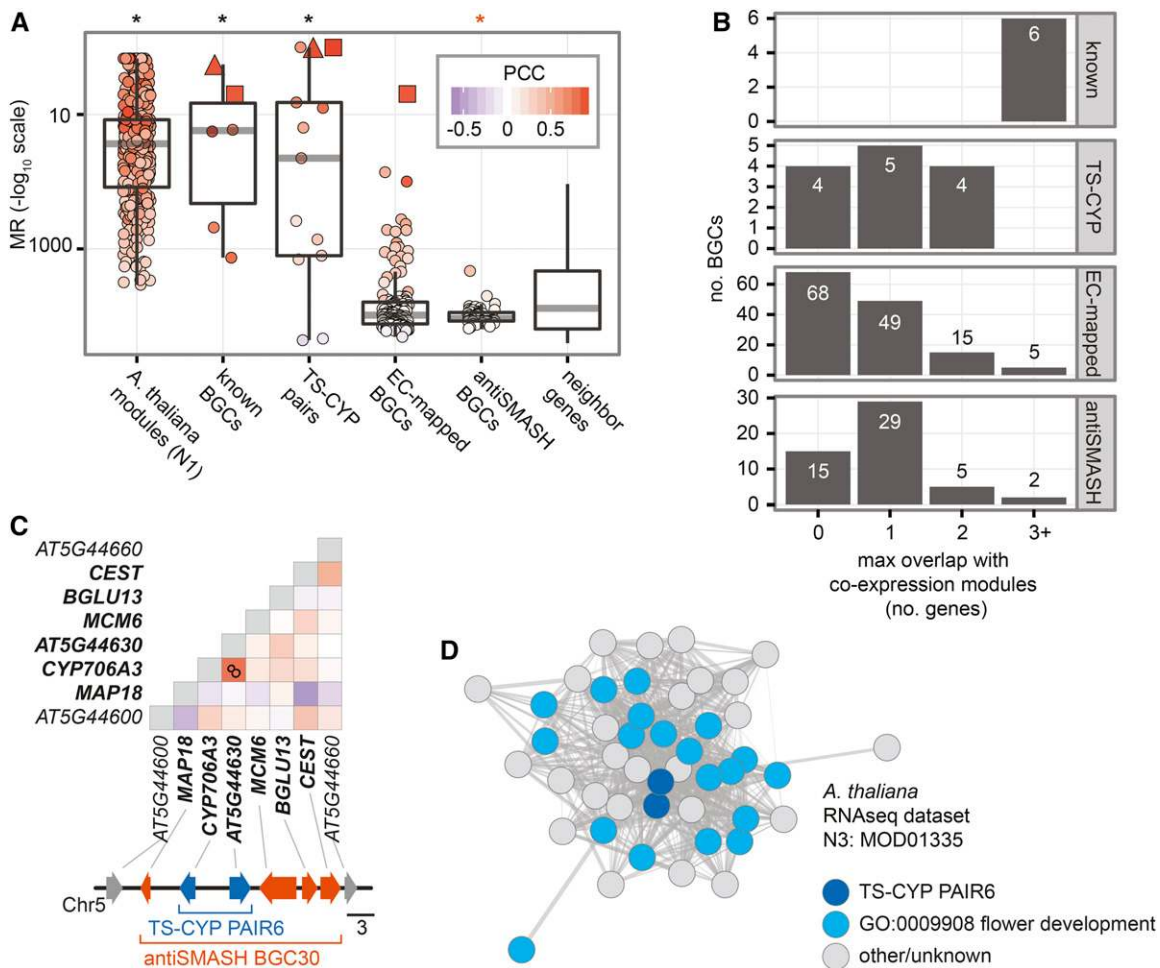 A
* * * *
MR (-log10 scale)
10
1000
PCC
-0.5 0 0.5
A. thaliana
modules (N1)
known
BGCs
TS-CYP
pairs
EC-mapped
BGCs
antiSMASH
BGCs
neighbor
genes
B
no. BGCs
6
4
2
0
6
known
5
4
3
2
1
0
4 5 4
TS-CYP
60
40
20
0
68 49 15 5
EC-mapped
30
20
10
0
15 29 5 2
antiSMASH
0 1 2 3+
max overlap with
co-expression modules
(no. genes)
C
AT5G44660
CEST
BGLU13
MCM6
AT5G44630
CYP706A3
MAP18
AT5G44600
8
AT5G44600
MAP18
CYP706A3
AT5G44630
MCM6
BGLU13
CEST
AT5G44660
Chr5
3
TS-CYP PAIR6
antiSMASH BGC30
D
A. thaliana
RNAseq dataset
N3: MOD01335
TS-CYP PAIR6
GO:0009908 flower development
other/unknown